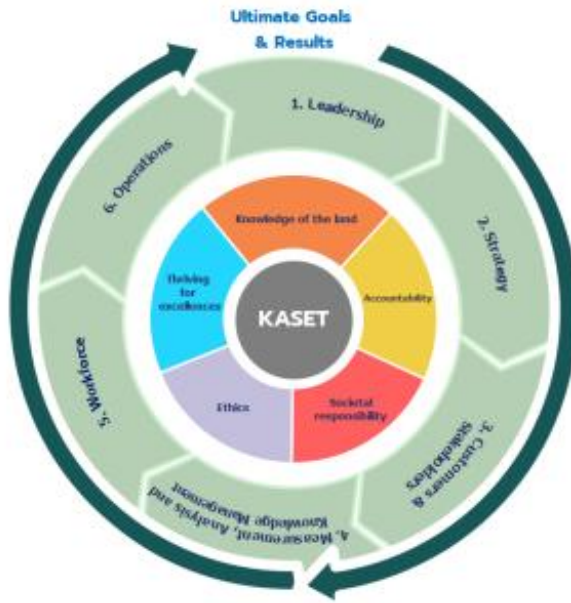 Ultimate Goals
& Results
1. Leadership
2. Strategy
3. Customers &
Stakeholders
4. Measurement, Analysis and
Knowledge Management
5. Workforce
6. Operations
Knowledge of the land
Accountability
Societal
responsibility
Ethics
Thriving
for
excellences
KASET